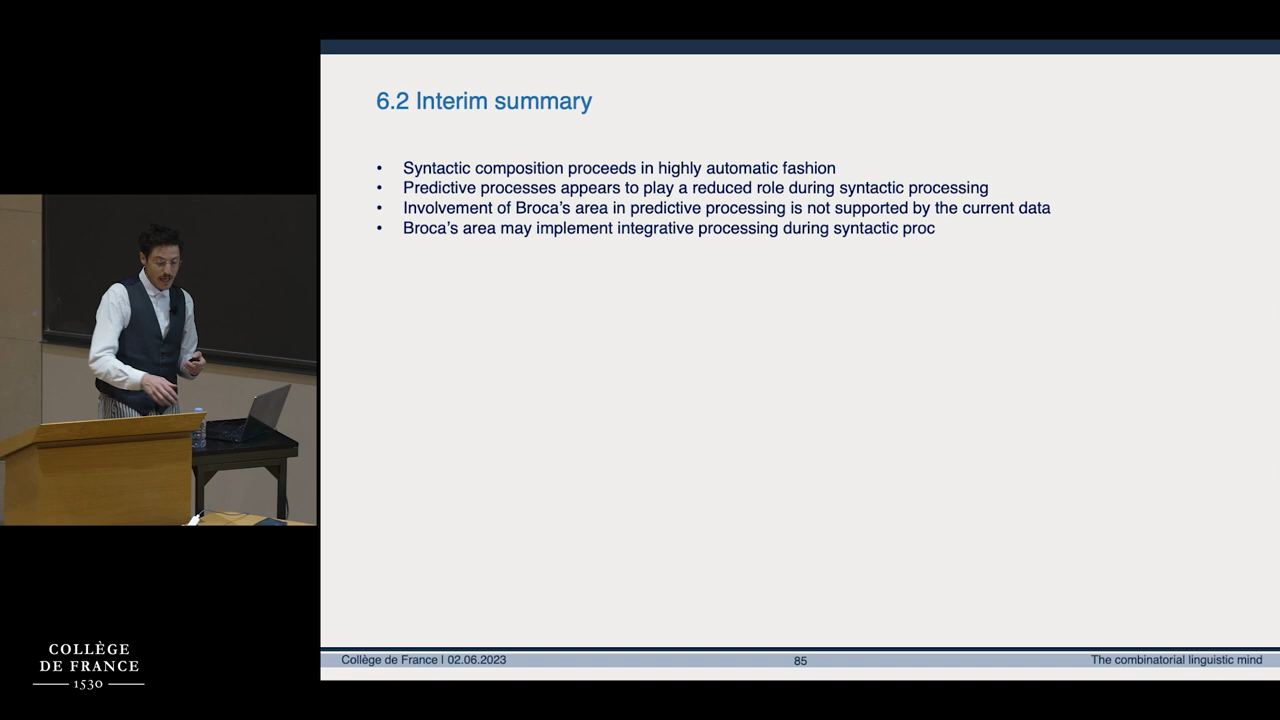 6.2 Interim summary
• Syntactic composition proceeds in highly automatic fashion
• Predictive processes appears to play a reduced role during syntactic processing
• Involvement of Broca's area in predictive processing is not supported by the current data
• Broca's area may implement integrative processing during syntactic proc
COLLÈGE
DE FRANCE
1530
Collège de France I 02.06.2023
85
The combinatorial linguistic mind